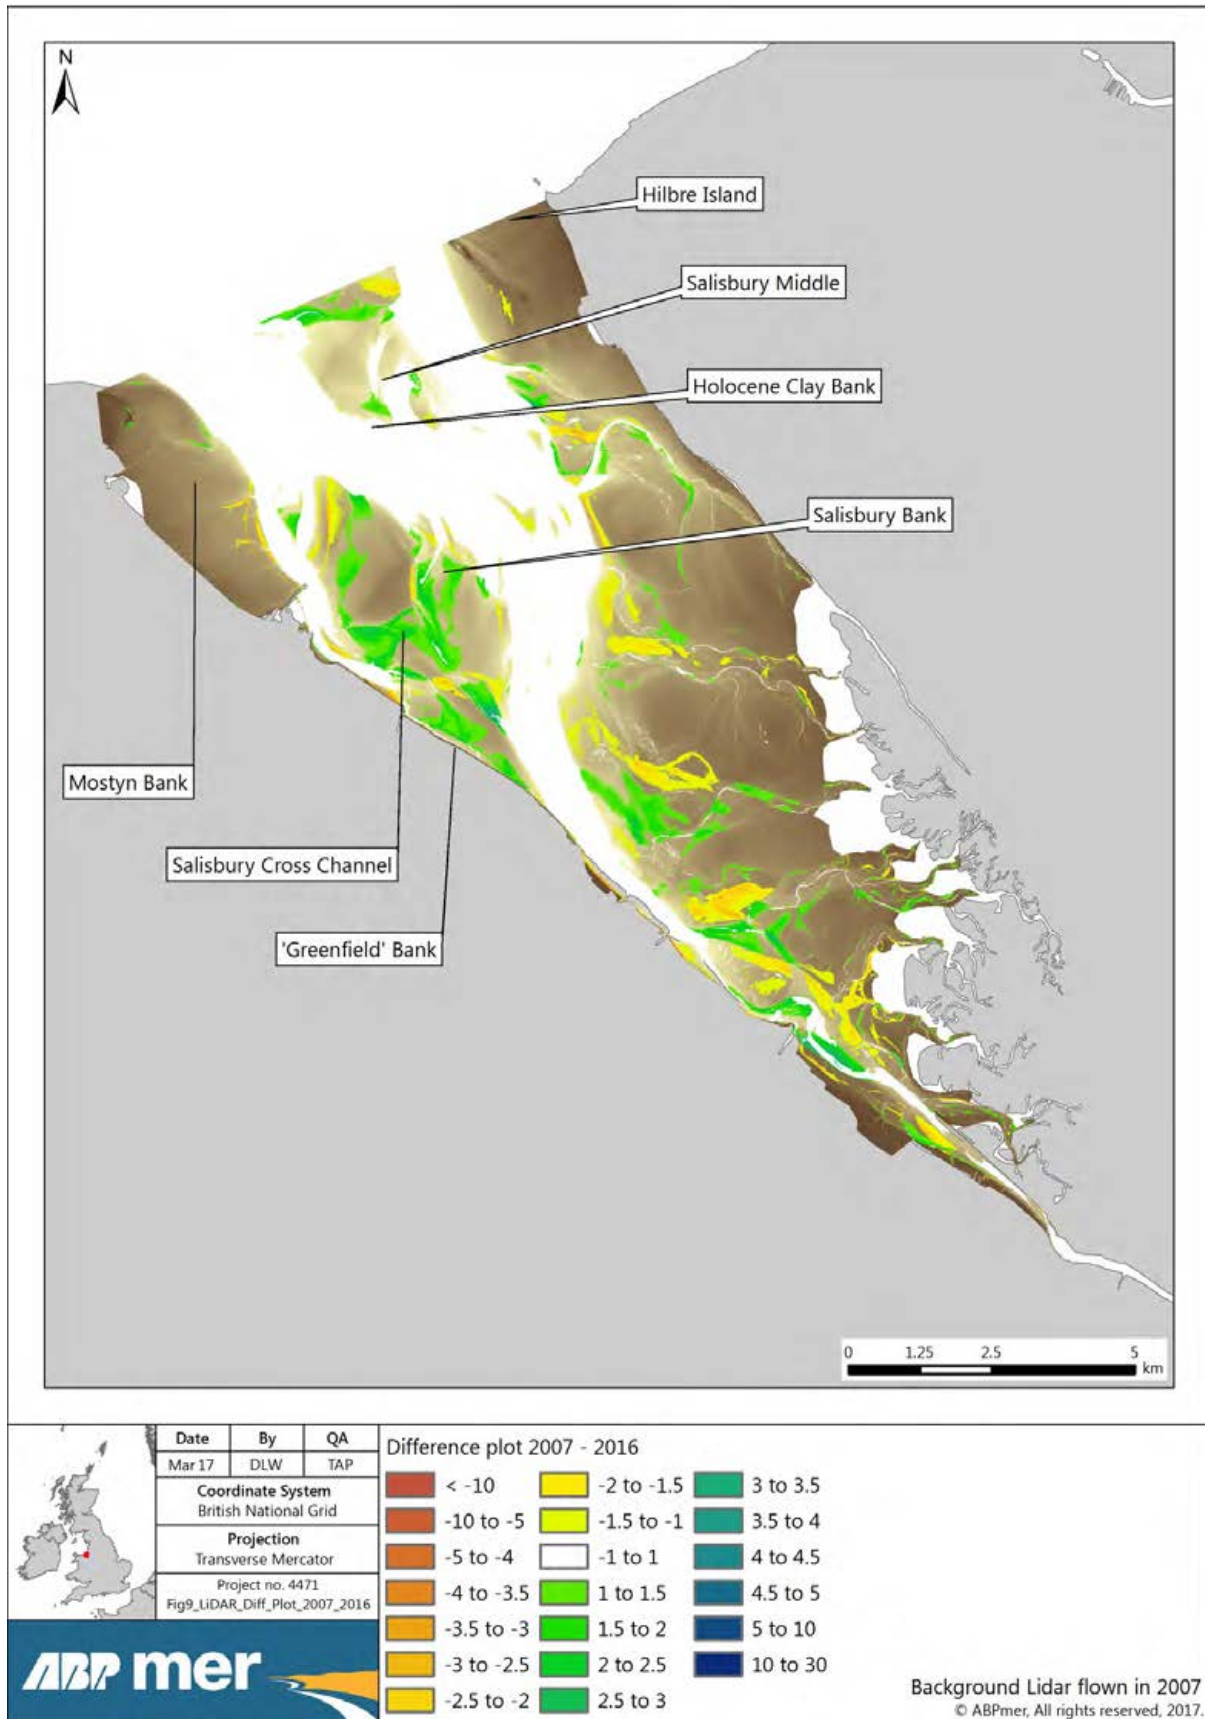 N
Hilbre Island
Salisbury Middle
Holocene Clay Bank
Salisbury Bank
Mostyn Bank
Salisbury Cross Channel
'Greenfield' Bank
0 1.25 2.5 5
km
Date By QA
Mar 17 DLW TAP
Coordinate System
British National Grid
Projection
Transverse Mercator
Project no. 4471
Fig9_LiDAR_Diff_Plot_2007_2016
ABP mer
Difference plot 2007 - 2016
< -10
-10 to -5
-5 to -4
-4 to -3.5
-3.5 to -3
-3 to -2.5
-2.5 to -2
-2 to -1.5
-1.5 to -1
-1 to 1
1 to 1.5
1.5 to 2
2 to 2.5
2.5 to 3
3 to 3.5
3.5 to 4
4 to 4.5
4.5 to 5
5 to 10
10 to 30
Background Lidar flown in 2007
© ABPmer, All rights reserved, 2017.